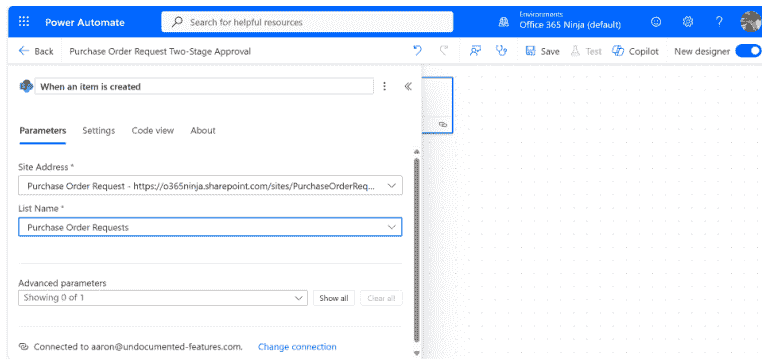 Power Automate
Search for helpful resources
Environments
Office 365 Ninja (default)
Back
Purchase Order Request Two-Stage Approval
Save
Test
Copilot
New designer
When an item is created
Parameters
Settings
Code view
About
Site Address *
Purchase Order Request - https://o365ninja.sharepoint.com/sites/PurchaseOrderReq...
List Name *
Purchase Order Requests
Advanced parameters
Showing 0 of 1
Show all
Clear all
Connected to aaron@undocumented-features.com.
Change connection